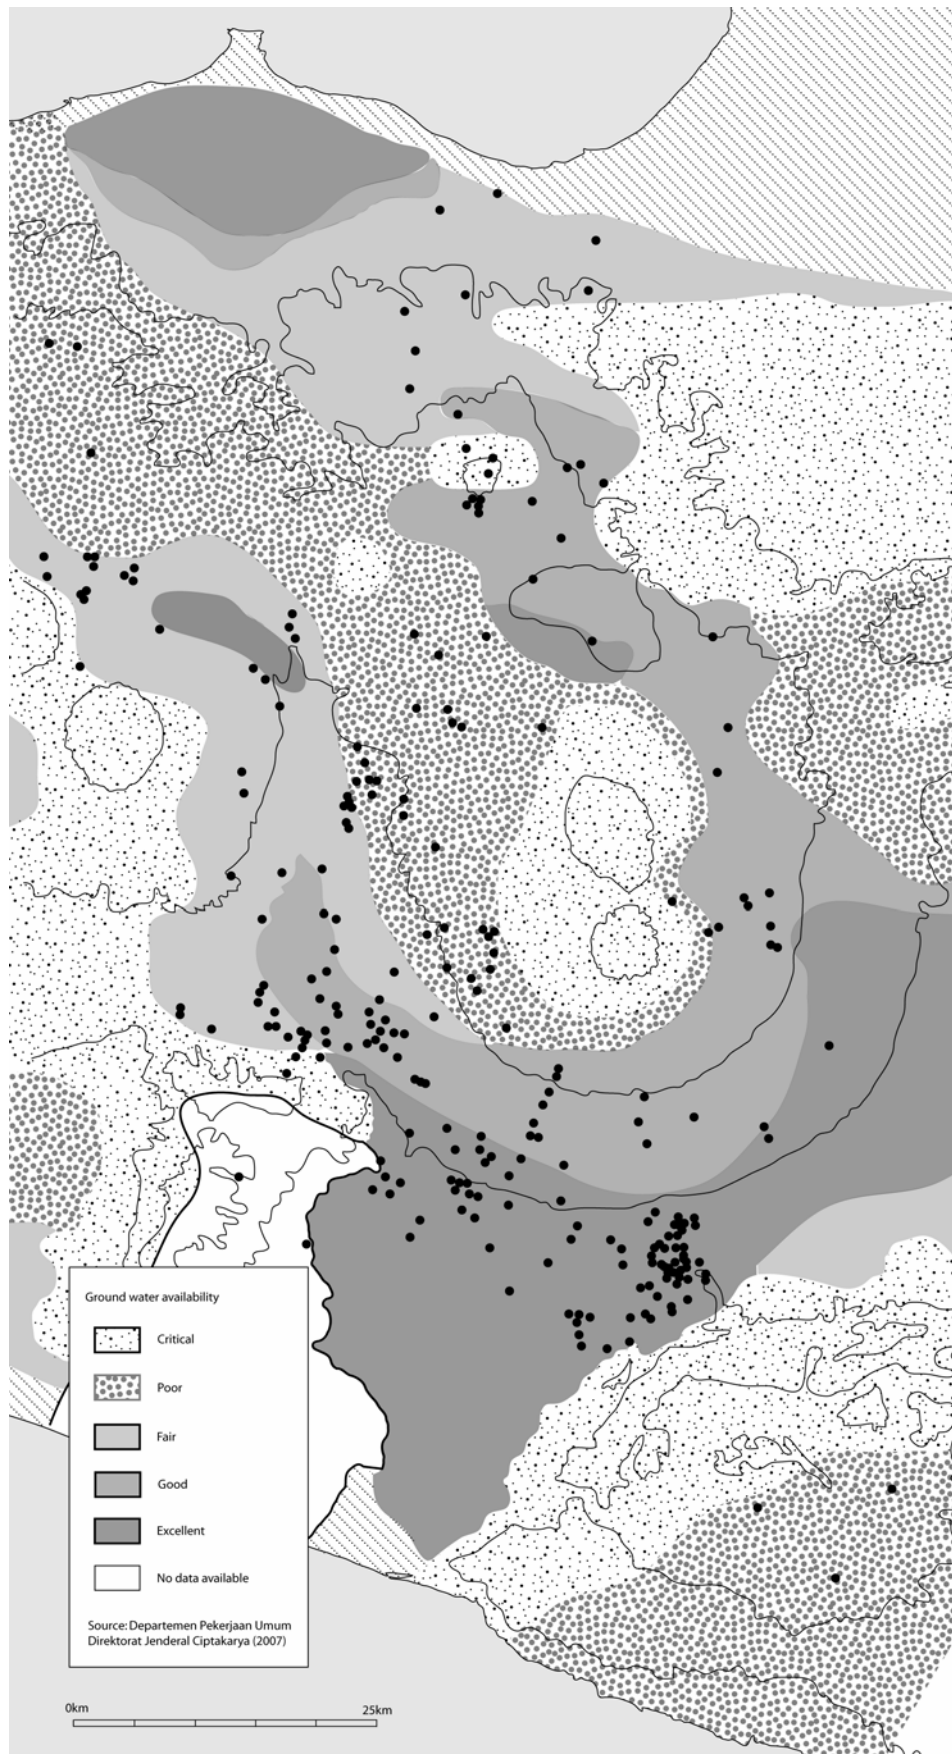 Ground water availability
Critical
Poor
Fair
Good
Excellent
No data available
Source: Departemen Pekerjaan Umum
Direktorat Jenderal Ciptakarya (2007)
0km 25km